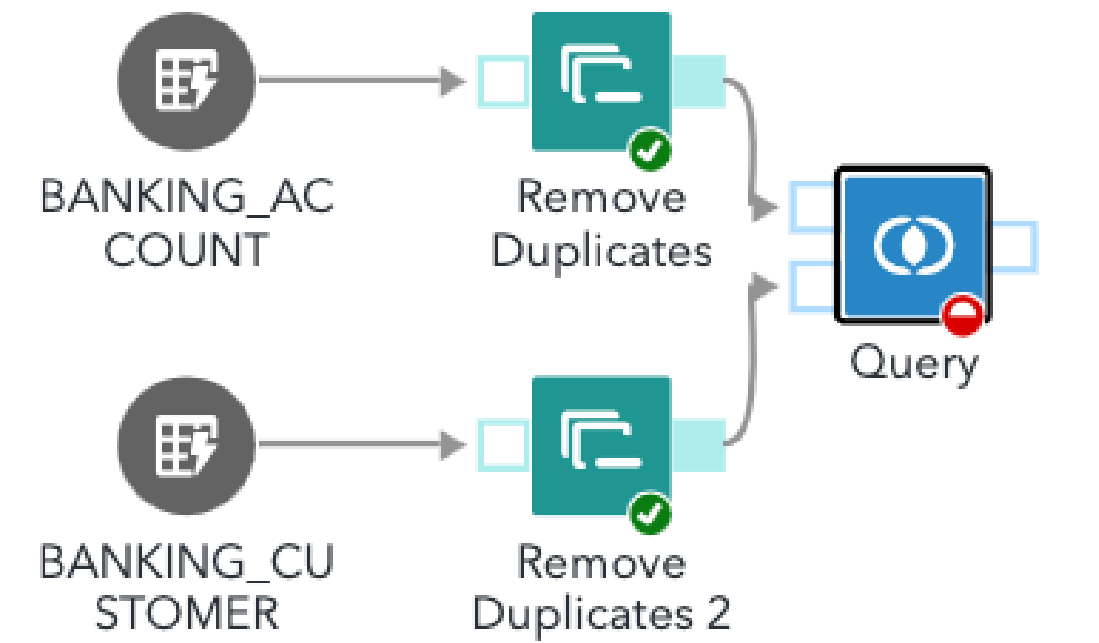 BANKING_AC
COUNT
Remove
Duplicates
Query
BANKING_CU
STOMER
Remove
Duplicates 2